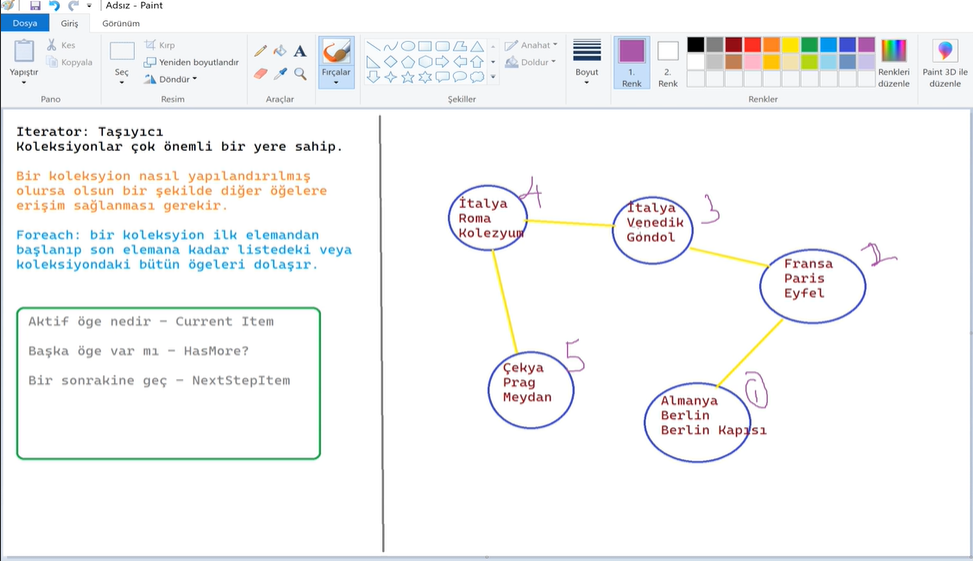 Adsız - Paint
Dosya
Giriş
Görünüm
Yapıştır
Kes
Kopyala
Pano
Seç
Kırp
Yeniden boyutlandır
Döndür
Resim
A
Araçlar
Fırçalar
Anahat
Doldur
Şekiller
Boyut
1.
Renk
2.
Renk
Renkleri
düzenle
Renkler
Paint 3D ile
düzenle
Iterator: Taşıyıcı
Koleksiyonlar çok önemli bir yere sahip.
Bir koleksyion nasıl yapılandırılmış
olursa olsun bir şekilde diğer öğelere
erişim sağlanması gerekir.
Foreach: bir koleksyion ilk elemandan
başlanıp son elemana kadar listedeki veya
koleksiyondaki bütün ögeleri dolaşır.
Aktif öge nedir - Current Item
Başka öge var mı - HasMore?
Bir sonrakine geç - NextStepItem
İtalya
Roma
Kolezyum
4
İtalya
Venedik
Göndol
3
Fransa
Paris
Eyfel
2
Çekya
Prag
Meydan
5
Almanya
Berlin
Berlin Kapısı
1